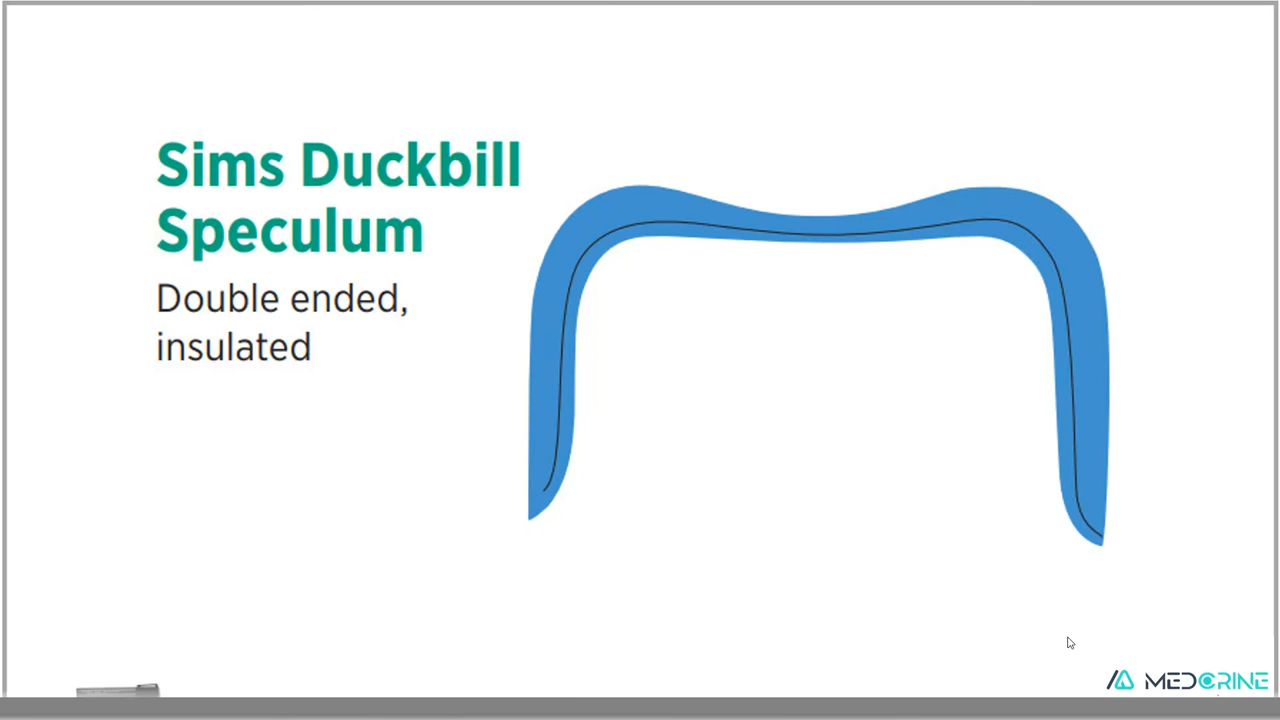 Sims Duckbill
Speculum
Double ended,
insulated
MEDCRINE